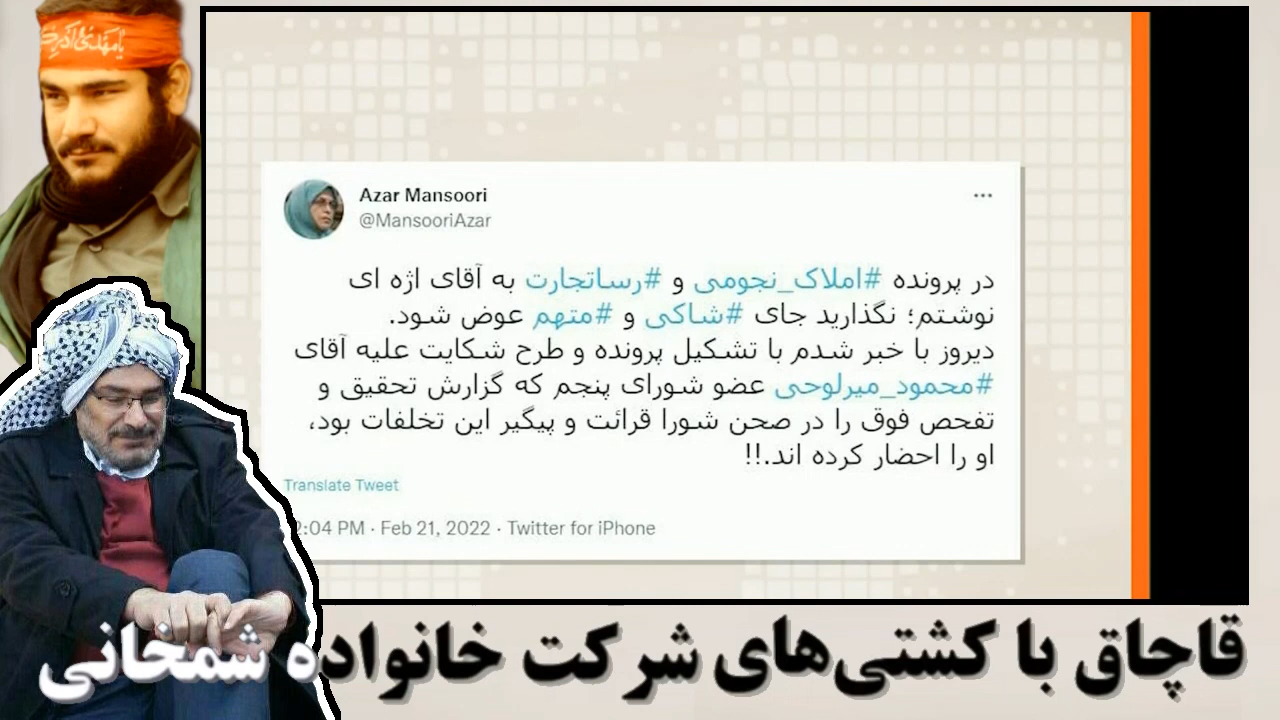 یا مهدی ادرکنی
Azar Mansoori
@MansooriAzar
در پرونده #املاک_نجومی و #رساتجارت به آقای اژه ای
نوشتم؛ نگذارید جای #شاکی و #متهم عوض شود.
دیروز با خبر شدم با تشکیل پرونده و طرح شکایت علیه آقای
#محمود_میرلوحی عضو شورای پنجم که گزارش تحقیق و
تفحص فوق را در صحن شورا قرائت و پیگیر این تخلفات بود،
او را احضار کرده اند.!!
Translate Tweet
2:04 PM · Feb 21, 2022 · Twitter for iPhone
قاچاق با کشتی‌های شرکت خانواده شمخانی